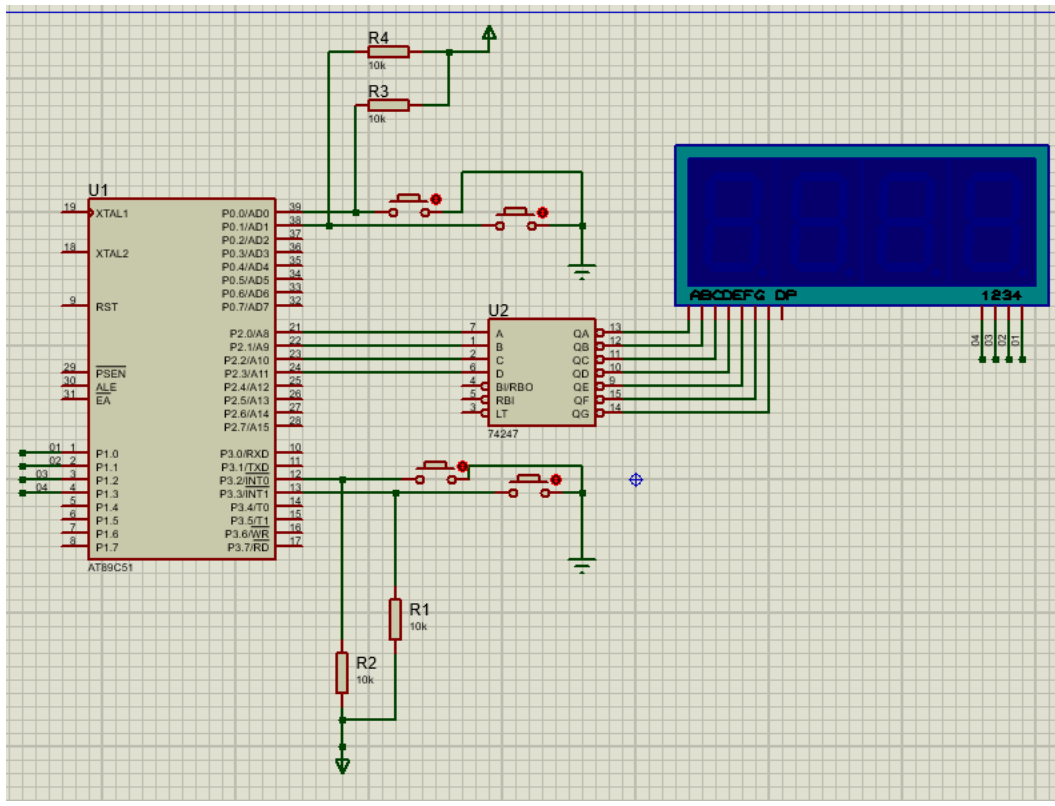 R4
10k
R3
10k
U1
19 XTAL1
18 XTAL2
9 RST
29 PSEN
30 ALE
31 EA
01 1 P1.0
02 2 P1.1
03 3 P1.2
04 4 P1.3
5 P1.4
6 P1.5
7 P1.6
8 P1.7
P0.0/AD0 39
P0.1/AD1 38
P0.2/AD2 37
P0.3/AD3 36
P0.4/AD4 35
P0.5/AD5 34
P0.6/AD6 33
P0.7/AD7 32
P2.0/A8 21
P2.1/A9 22
P2.2/A10 23
P2.3/A11 24
P2.4/A12 25
P2.5/A13 26
P2.6/A14 27
P2.7/A15 28
P3.0/RXD 10
P3.1/TXD 11
P3.2/INT0 12
P3.3/INT1 13
P3.4/T0 14
P3.5/T1 15
P3.6/WR 16
P3.7/RD 17
AT89C51
U2
7 A QA 13
1 B QB 12
2 C QC 11
6 D QD 10
4 BI/RBO QE 9
5 RBI QF 15
3 LT QG 14
74247
ABCDEFG DP
1234
04
03
02
01
R1
10k
R2
10k